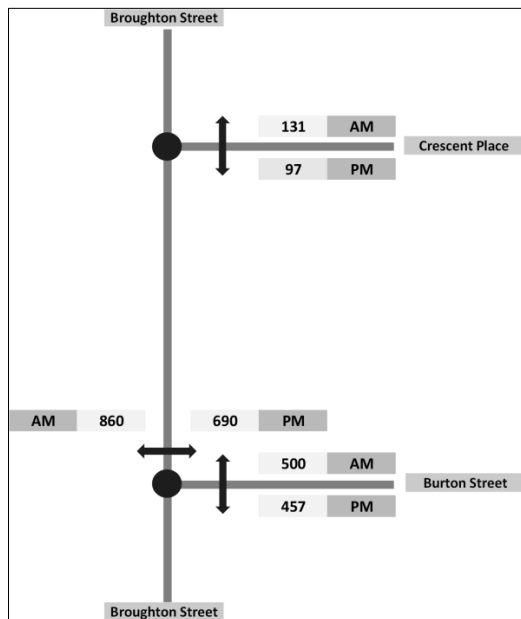 Broughton Street
131 AM
Crescent Place
97 PM
AM 860 690 PM
500 AM
Burton Street
457 PM
Broughton Street